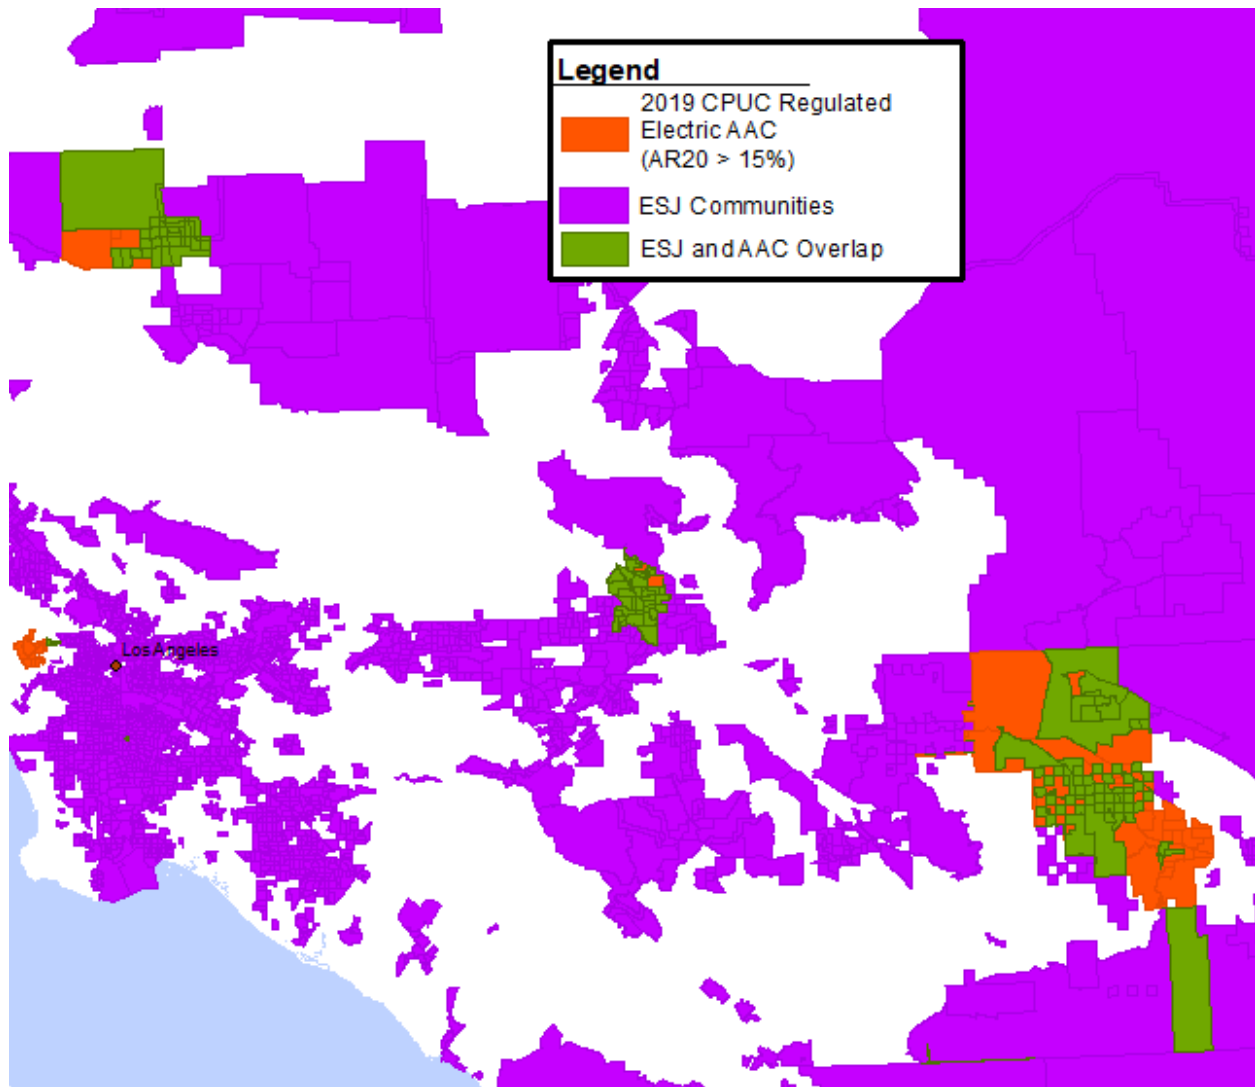 Legend
2019 CPUC Regulated
Electric AAC
(AR20 > 15%)
ESJ Communities
ESJ and AAC Overlap
Los Angeles